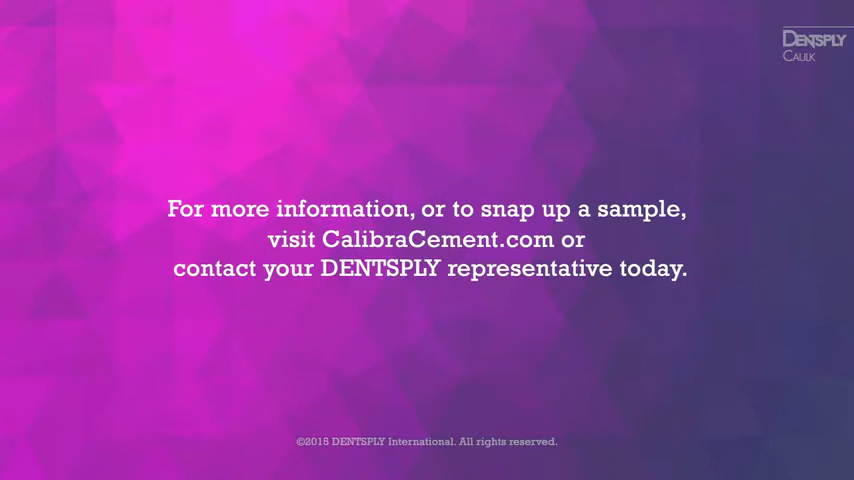 DENTSPLY
CAULK
For more information, or to snap up a sample,
visit CalibraCement.com or
contact your DENTSPLY representative today.
©2015 DENTSPLY International. All rights reserved.